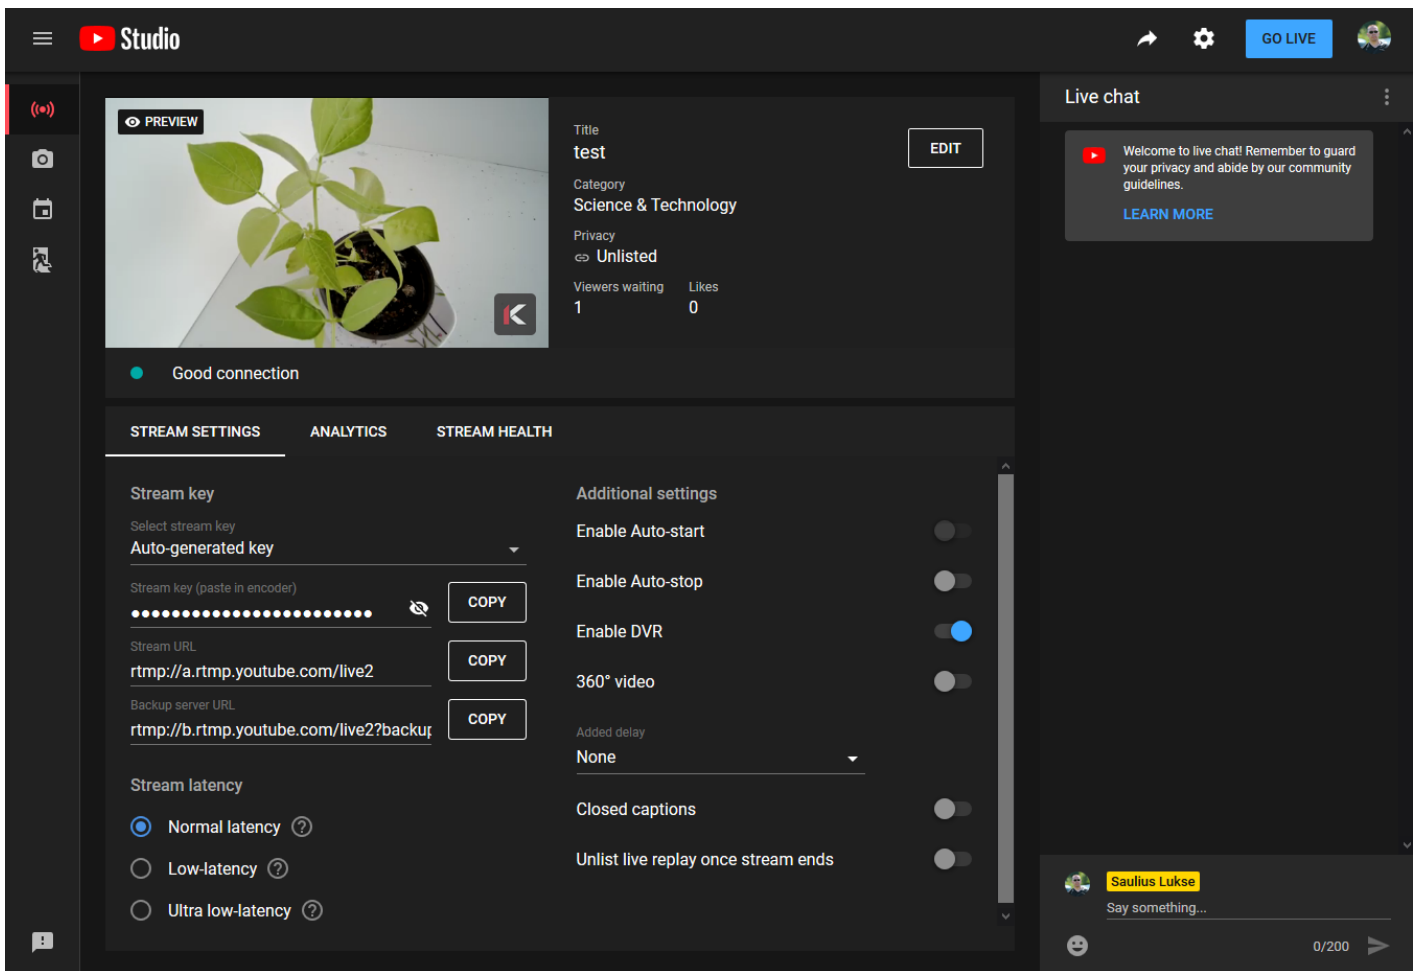 Studio
GO LIVE
PREVIEW
Title
test
EDIT
Category
Science & Technology
Privacy
Unlisted
Viewers waiting Likes
1 0
Good connection
STREAM SETTINGS ANALYTICS STREAM HEALTH
Stream key
Select stream key
Auto-generated key
Stream key (paste in encoder)
●●●●●●●●●●●●●●●●●●●●●●●●
COPY
Stream URL
rtmp://a.rtmp.youtube.com/live2
COPY
Backup server URL
rtmp://b.rtmp.youtube.com/live2?backup
COPY
Stream latency
Normal latency
Low-latency
Ultra low-latency
Additional settings
Enable Auto-start
Enable Auto-stop
Enable DVR
360° video
Added delay
None
Closed captions
Unlist live replay once stream ends
Live chat
Welcome to live chat! Remember to guard
your privacy and abide by our community
guidelines.
LEARN MORE
Saulius Lukse
Say something...
0/200